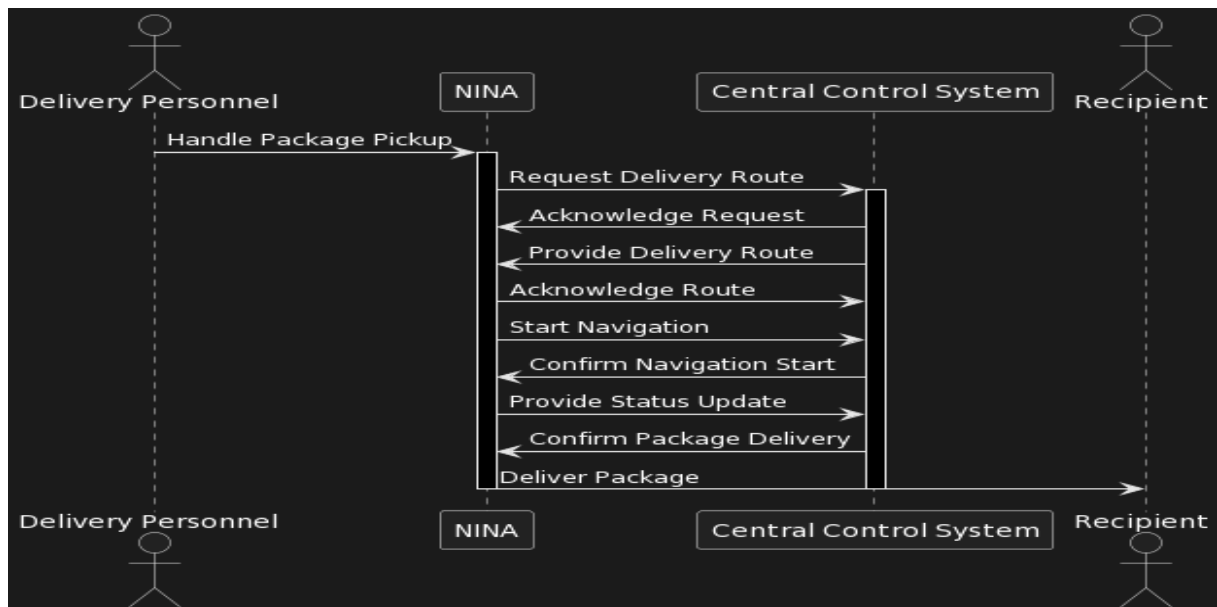 Delivery Personnel
NINA
Central Control System
Recipient
Handle Package Pickup
Request Delivery Route
Acknowledge Request
Provide Delivery Route
Acknowledge Route
Start Navigation
Confirm Navigation Start
Provide Status Update
Confirm Package Delivery
Deliver Package
Delivery Personnel
NINA
Central Control System
Recipient